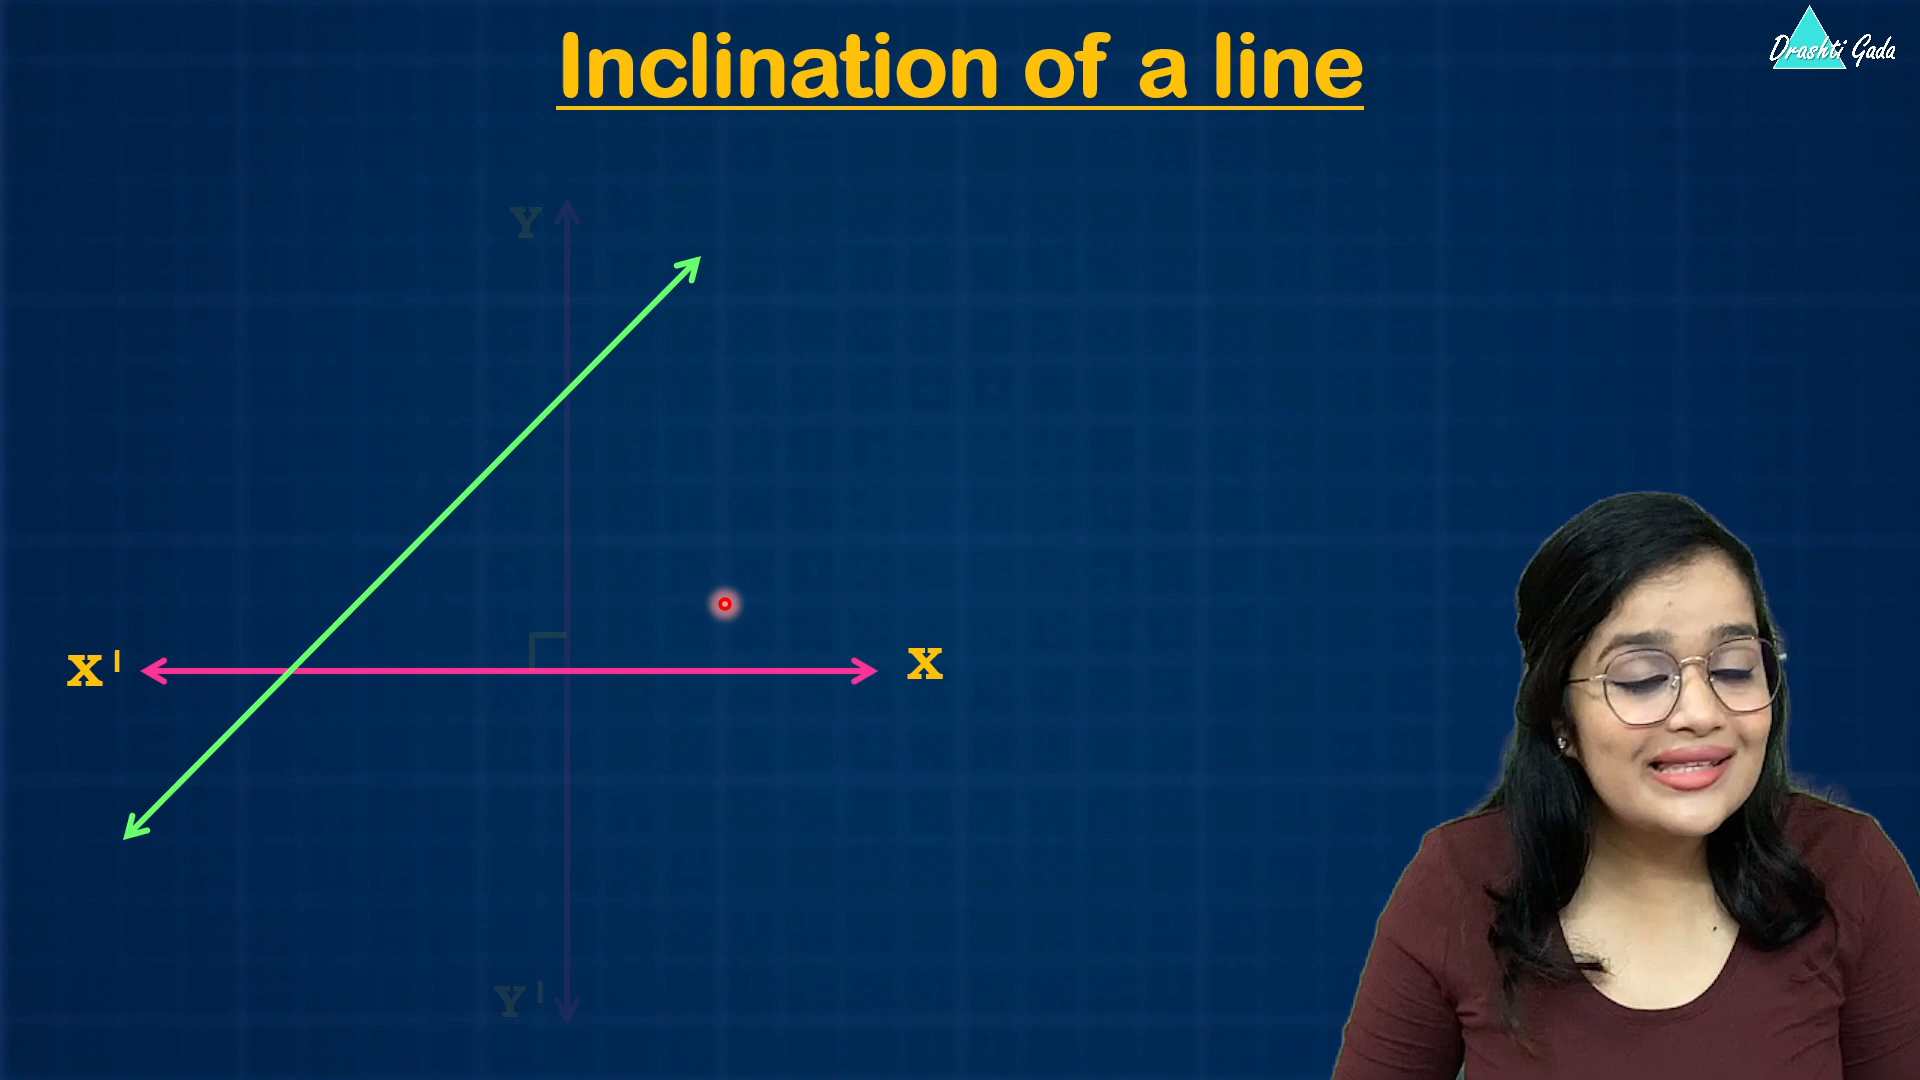 Inclination of a line
Drashti Gada
Y
X'
X
Y'